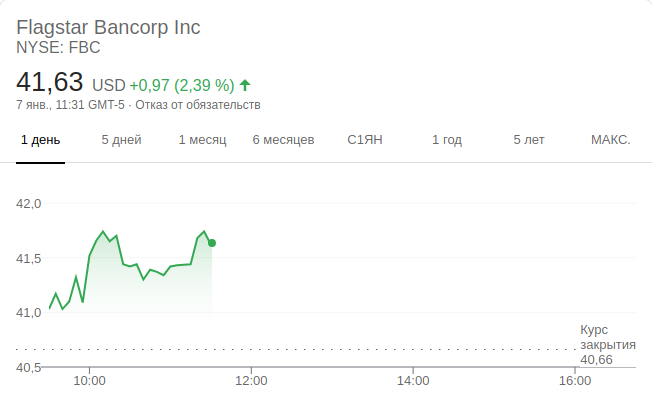 Flagstar Bancorp Inc
NYSE: FBC
41,63 USD +0,97 (2,39 %)
7 янв., 11:31 GMT-5 · Отказ от обязательств
1 день 5 дней 1 месяц 6 месяцев С1ЯН 1 год 5 лет МАКС.
42,0
41,5
41,0
Курс
закрытия
40,66
40,5
10:00 12:00 14:00 16:00